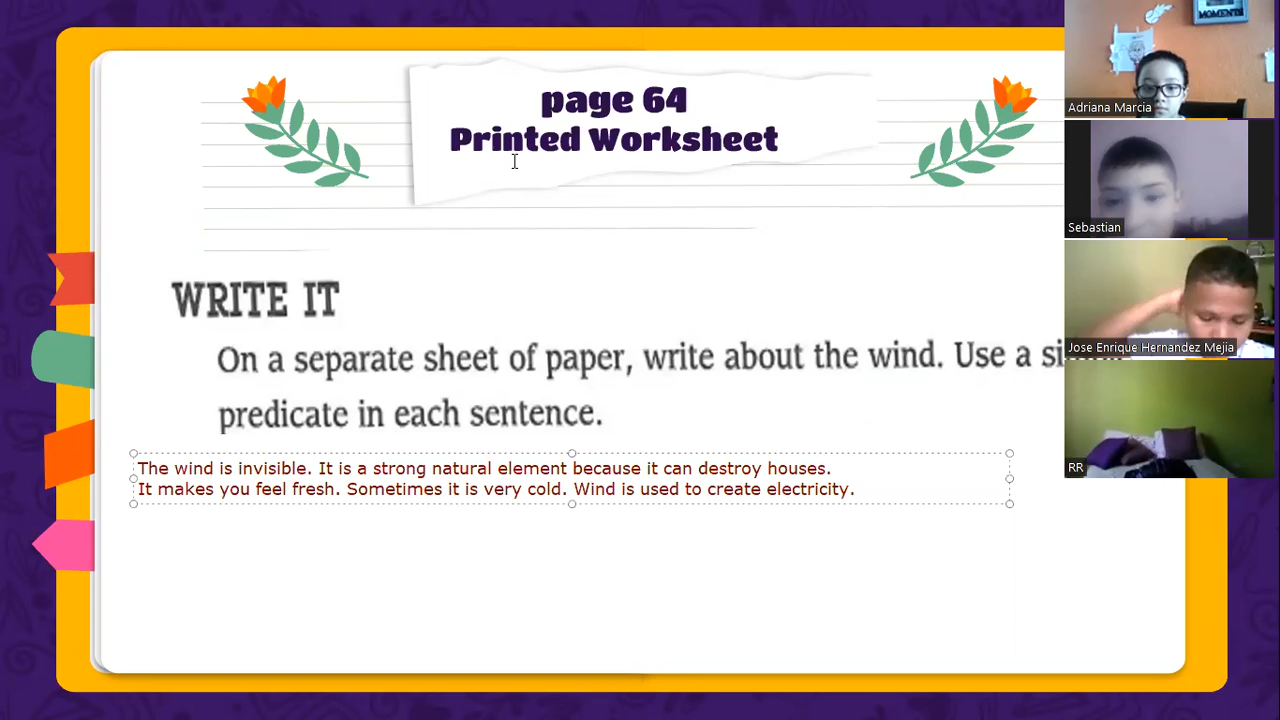 page 64
Printed Worksheet
WRITE IT
On a separate sheet of paper, write about the wind. Use a
predicate in each sentence.
The wind is invisible. It is a strong natural element because it can destroy houses.
It makes you feel fresh. Sometimes it is very cold. Wind is used to create electricity.
MOMENTS
Adriana Marcia
Sebastian
Jose Enrique Hernandez Mejia
RR